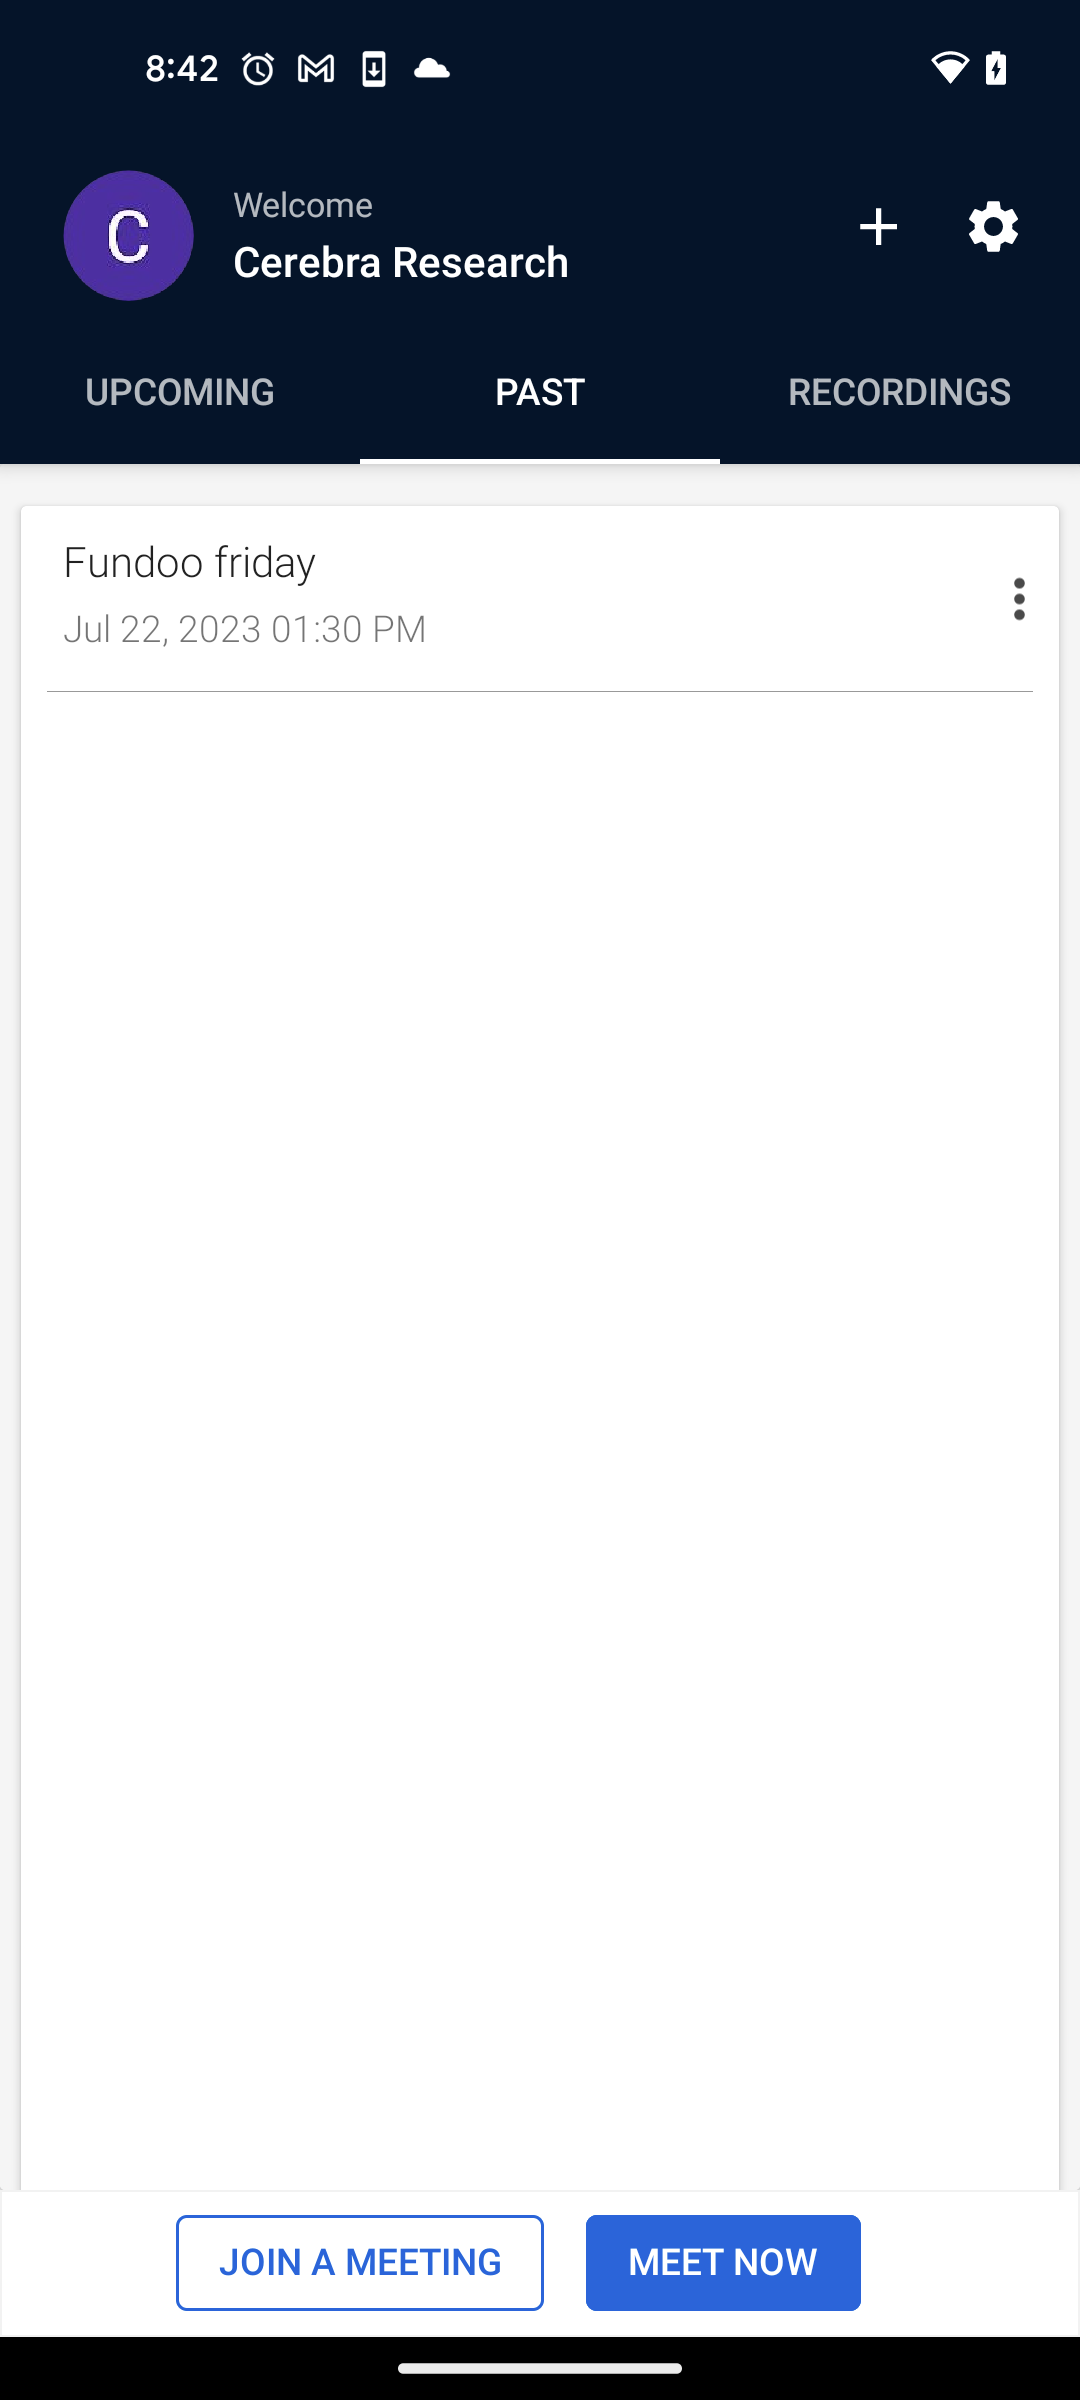 8:42
C
Welcome
Cerebra Research
UPCOMING PAST RECORDINGS
Fundoo friday
Jul 22, 2023 01:30 PM
JOIN A MEETING MEET NOW